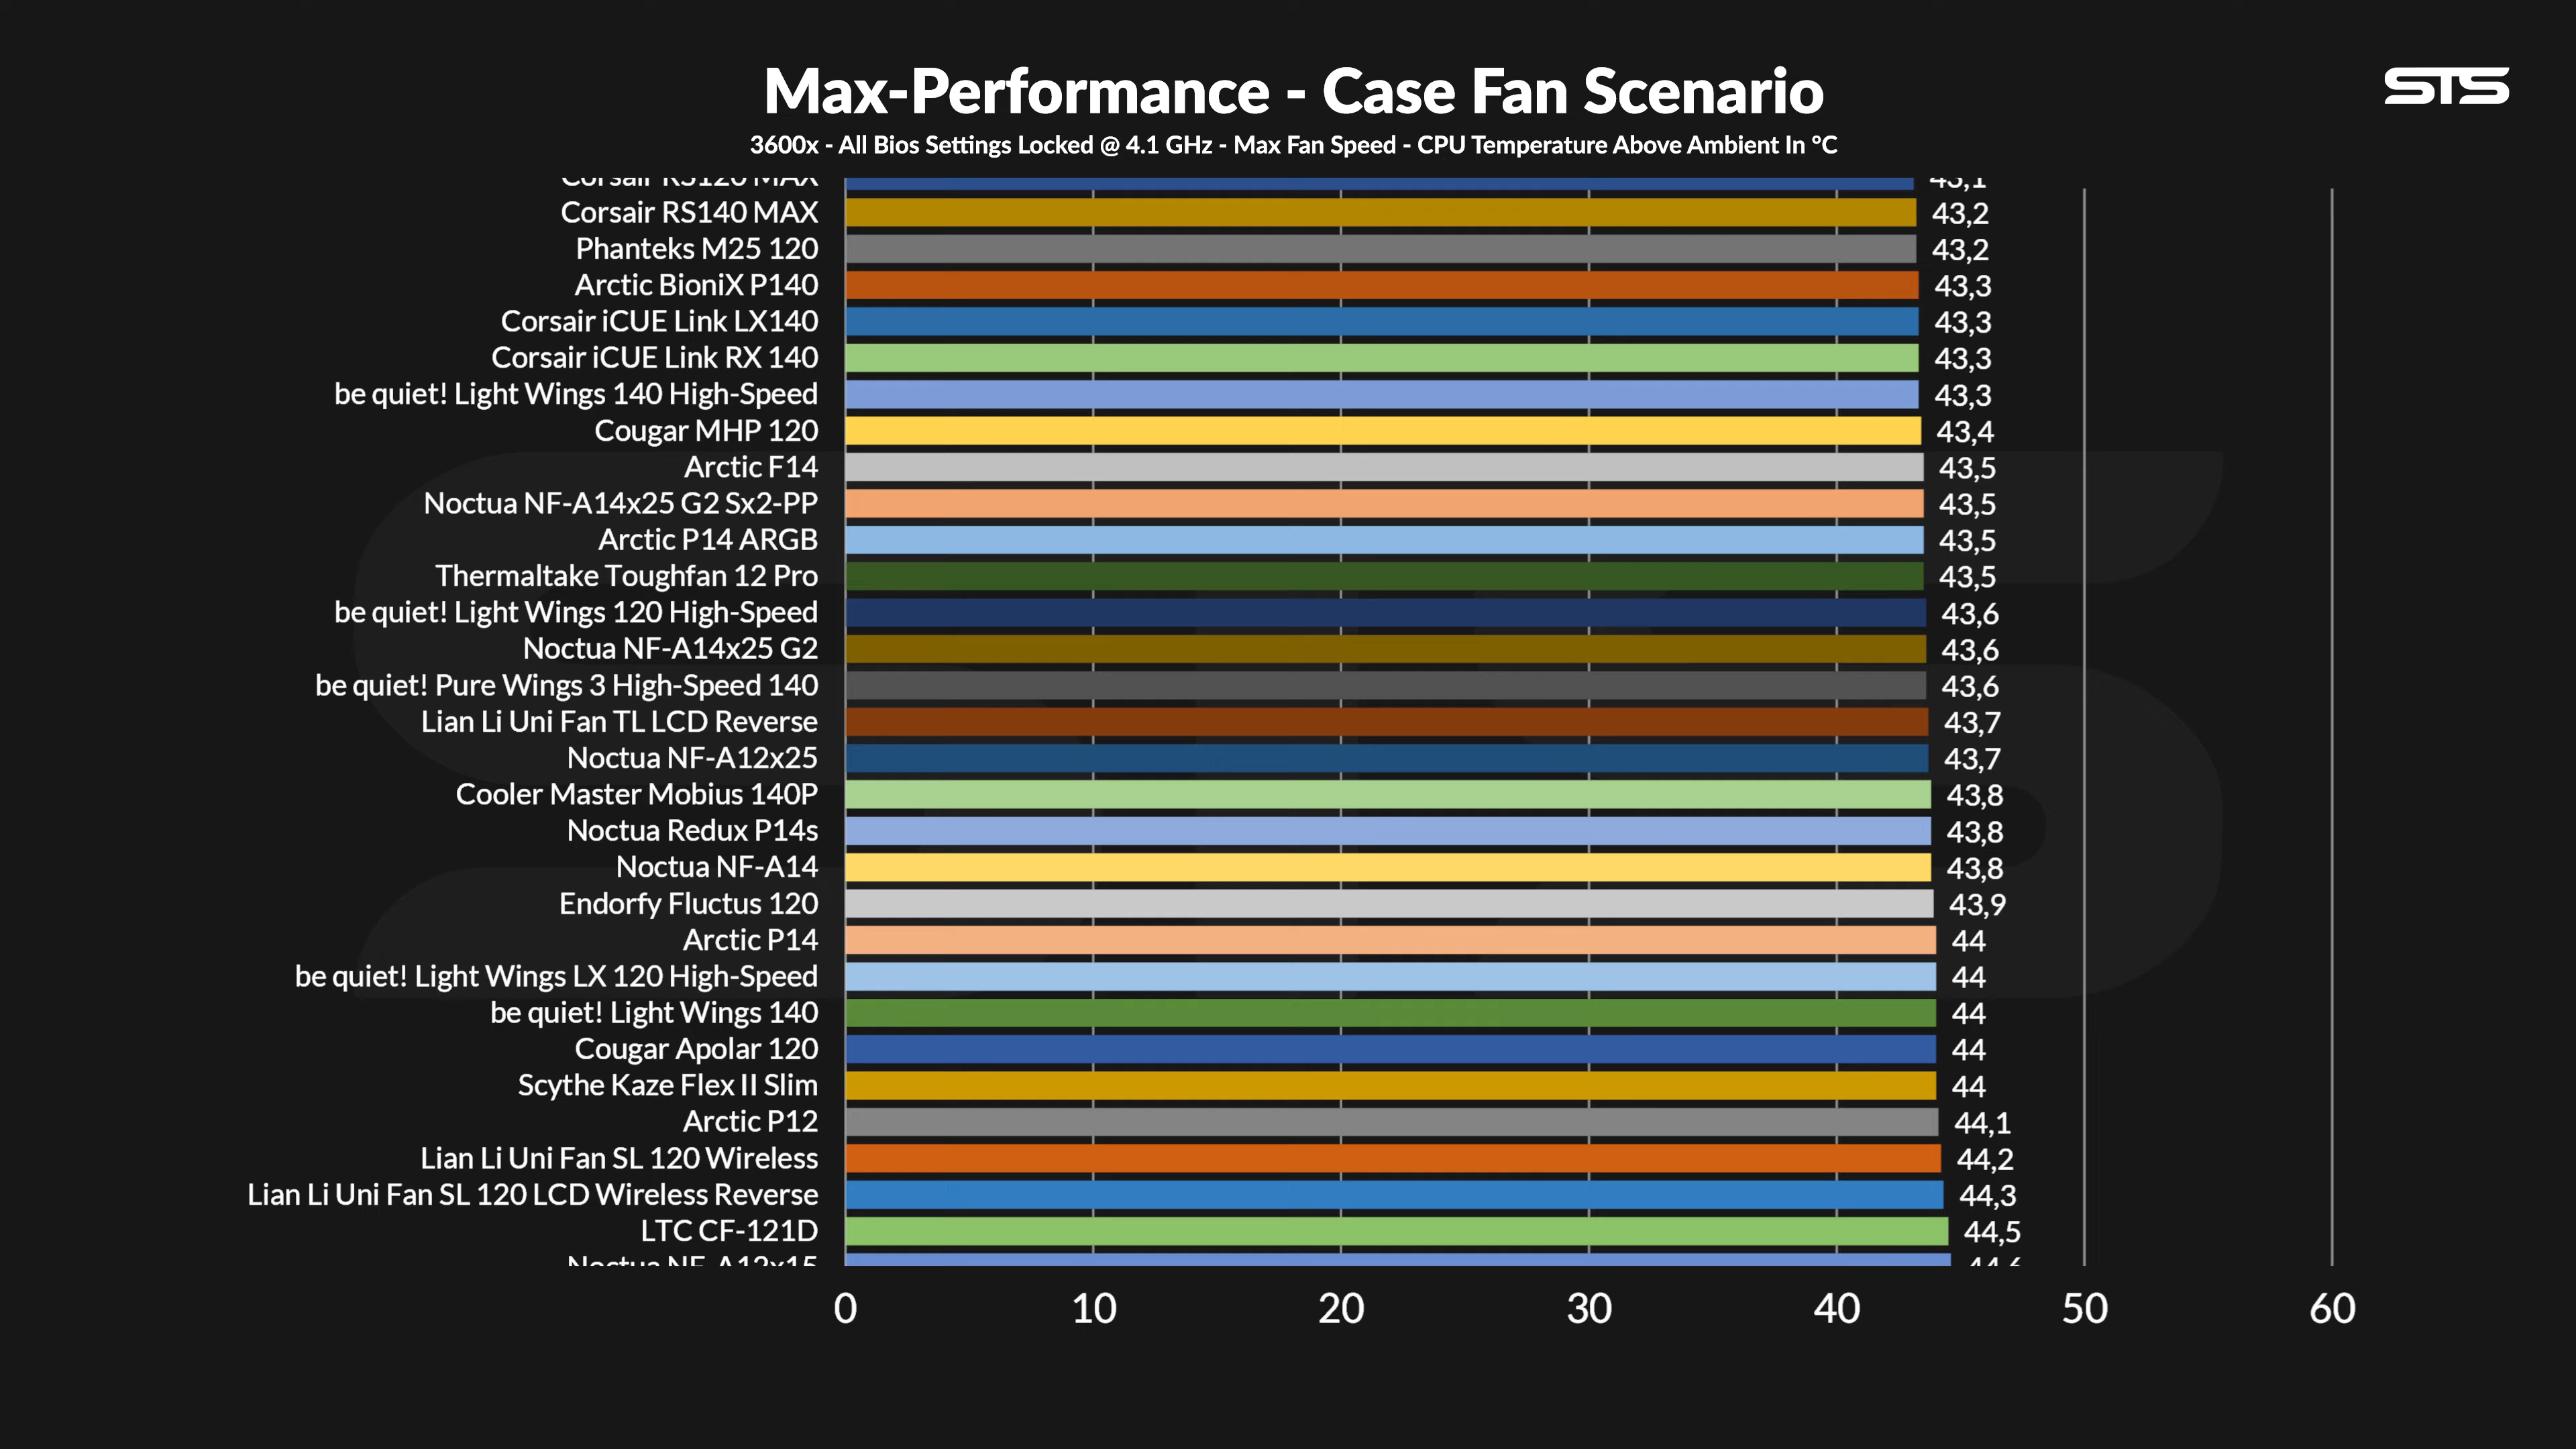 Max-Performance - Case Fan Scenario
STS
3600x - All Bios Settings Locked @ 4.1 GHz - Max Fan Speed - CPU Temperature Above Ambient In °C
Corsair RS120 MAX 43,1
Corsair RS140 MAX 43,2
Phanteks M25 120 43,2
Arctic BioniX P140 43,3
Corsair iCUE Link LX140 43,3
Corsair iCUE Link RX 140 43,3
be quiet! Light Wings 140 High-Speed 43,3
Cougar MHP 120 43,4
Arctic F14 43,5
Noctua NF-A14x25 G2 Sx2-PP 43,5
Arctic P14 ARGB 43,5
Thermaltake Toughfan 12 Pro 43,5
be quiet! Light Wings 120 High-Speed 43,6
Noctua NF-A14x25 G2 43,6
be quiet! Pure Wings 3 High-Speed 140 43,6
Lian Li Uni Fan TL LCD Reverse 43,7
Noctua NF-A12x25 43,7
Cooler Master Mobius 140P 43,8
Noctua Redux P14s 43,8
Noctua NF-A14 43,8
Endorfy Fluctus 120 43,9
Arctic P14 44
be quiet! Light Wings LX 120 High-Speed 44
be quiet! Light Wings 140 44
Cougar Apolar 120 44
Scythe Kaze Flex II Slim 44
Arctic P12 44,1
Lian Li Uni Fan SL 120 Wireless 44,2
Lian Li Uni Fan SL 120 LCD Wireless Reverse 44,3
LTC CF-121D 44,5
Noctua NF-A12x15 44,6
0 10 20 30 40 50 60